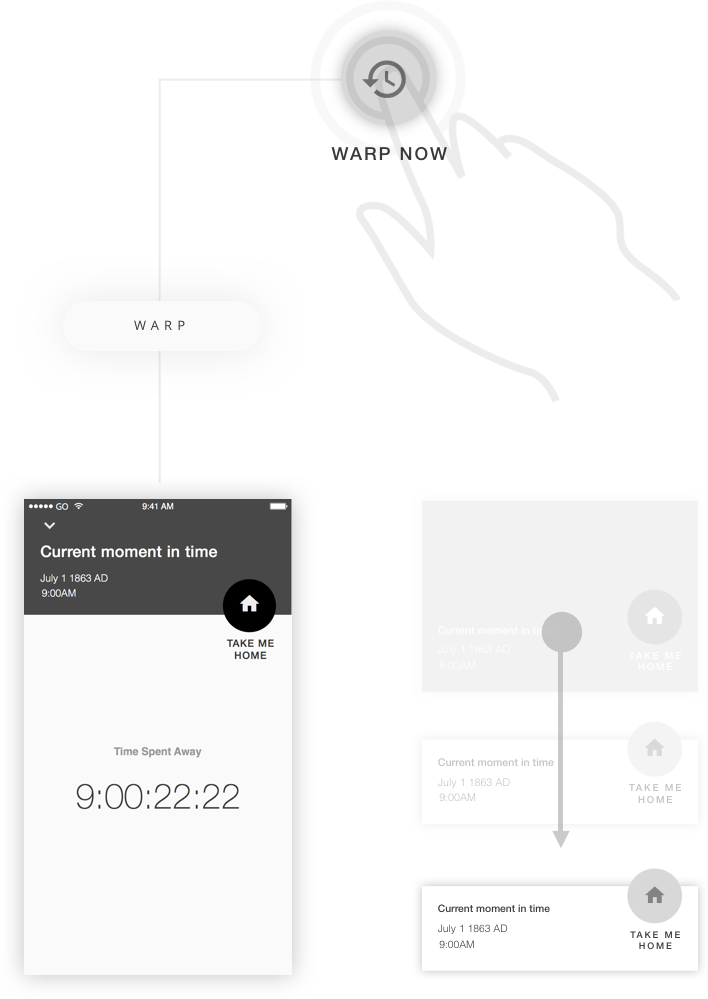 WARP NOW
WARP
GO 9:41 AM
Current moment in time
July 1 1863 AD
9:00AM
TAKE ME
HOME
Time Spent Away
9:00:22:22
Current moment in time
July 1 1863 AD
9:00AM
TAKE ME
HOME
Current moment in time
July 1 1863 AD
9:00AM
TAKE ME
HOME
Current moment in time
July 1 1863 AD
9:00AM
TAKE ME
HOME